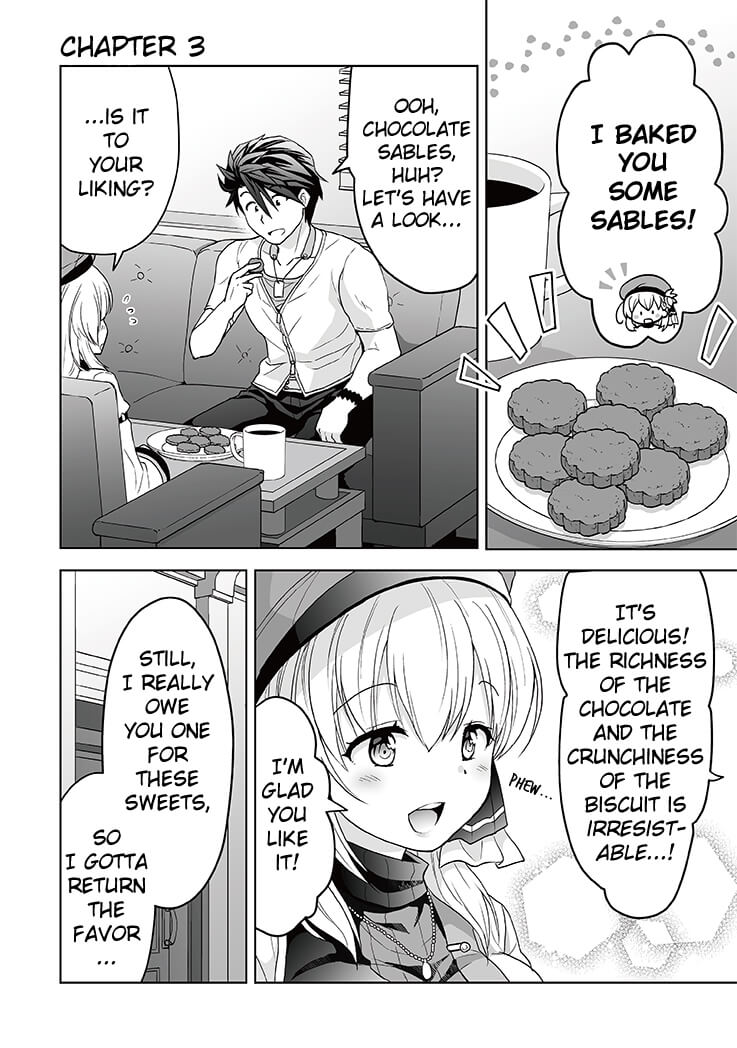 CHAPTER 3
I BAKED
YOU
SOME
SABLES!
OOH,
CHOCOLATE
SABLES,
HUH?
LET'S HAVE
A LOOK...
...IS IT
TO
YOUR
LIKING?
IT'S
DELICIOUS!
THE RICHNESS
OF THE
CHOCOLATE
AND THE
CRUNCHINESS
OF THE
BISCUIT IS
IRRESIST-
ABLE...!
PHEW...
I'M
GLAD
YOU
LIKE
IT!
STILL,
I REALLY
OWE
YOU ONE
FOR
THESE
SWEETS,
SO
I GOTTA
RETURN
THE
FAVOR
...